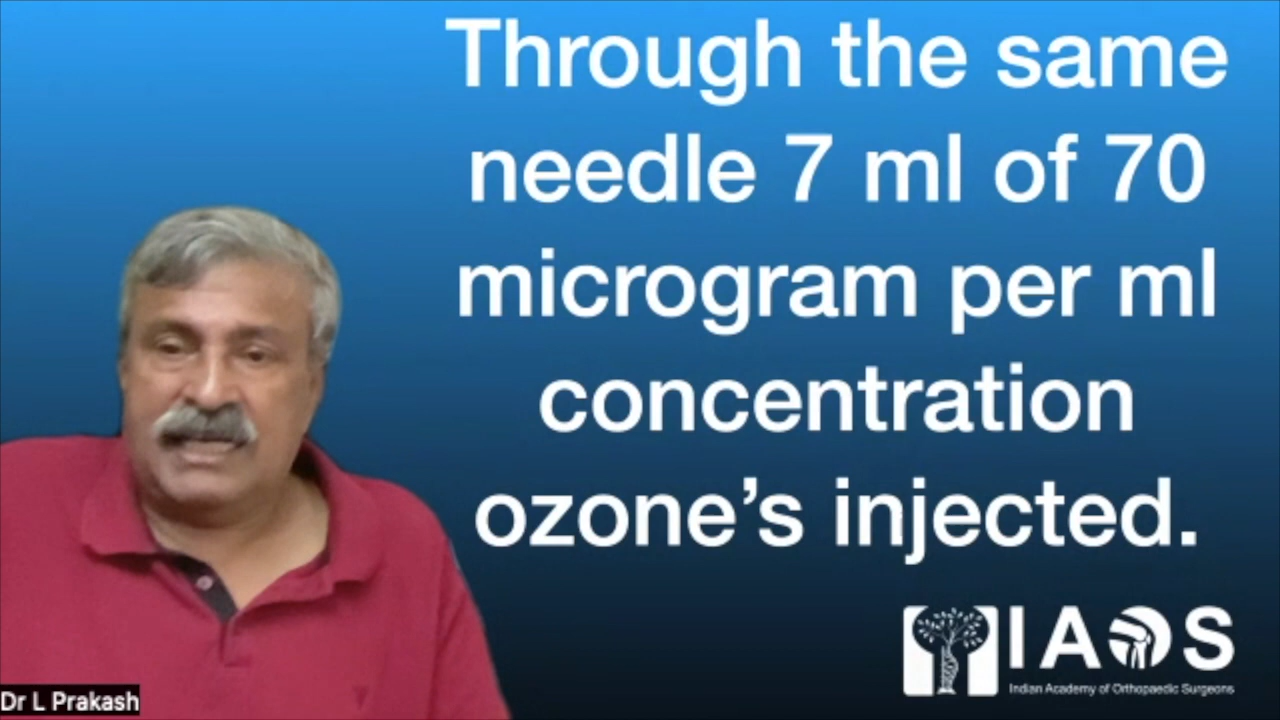 Through the same
needle 7 ml of 70
microgram per ml
concentration
ozone’s injected.
IAOS
Indian Academy of Orthopaedic Surgeons
Dr L Prakash